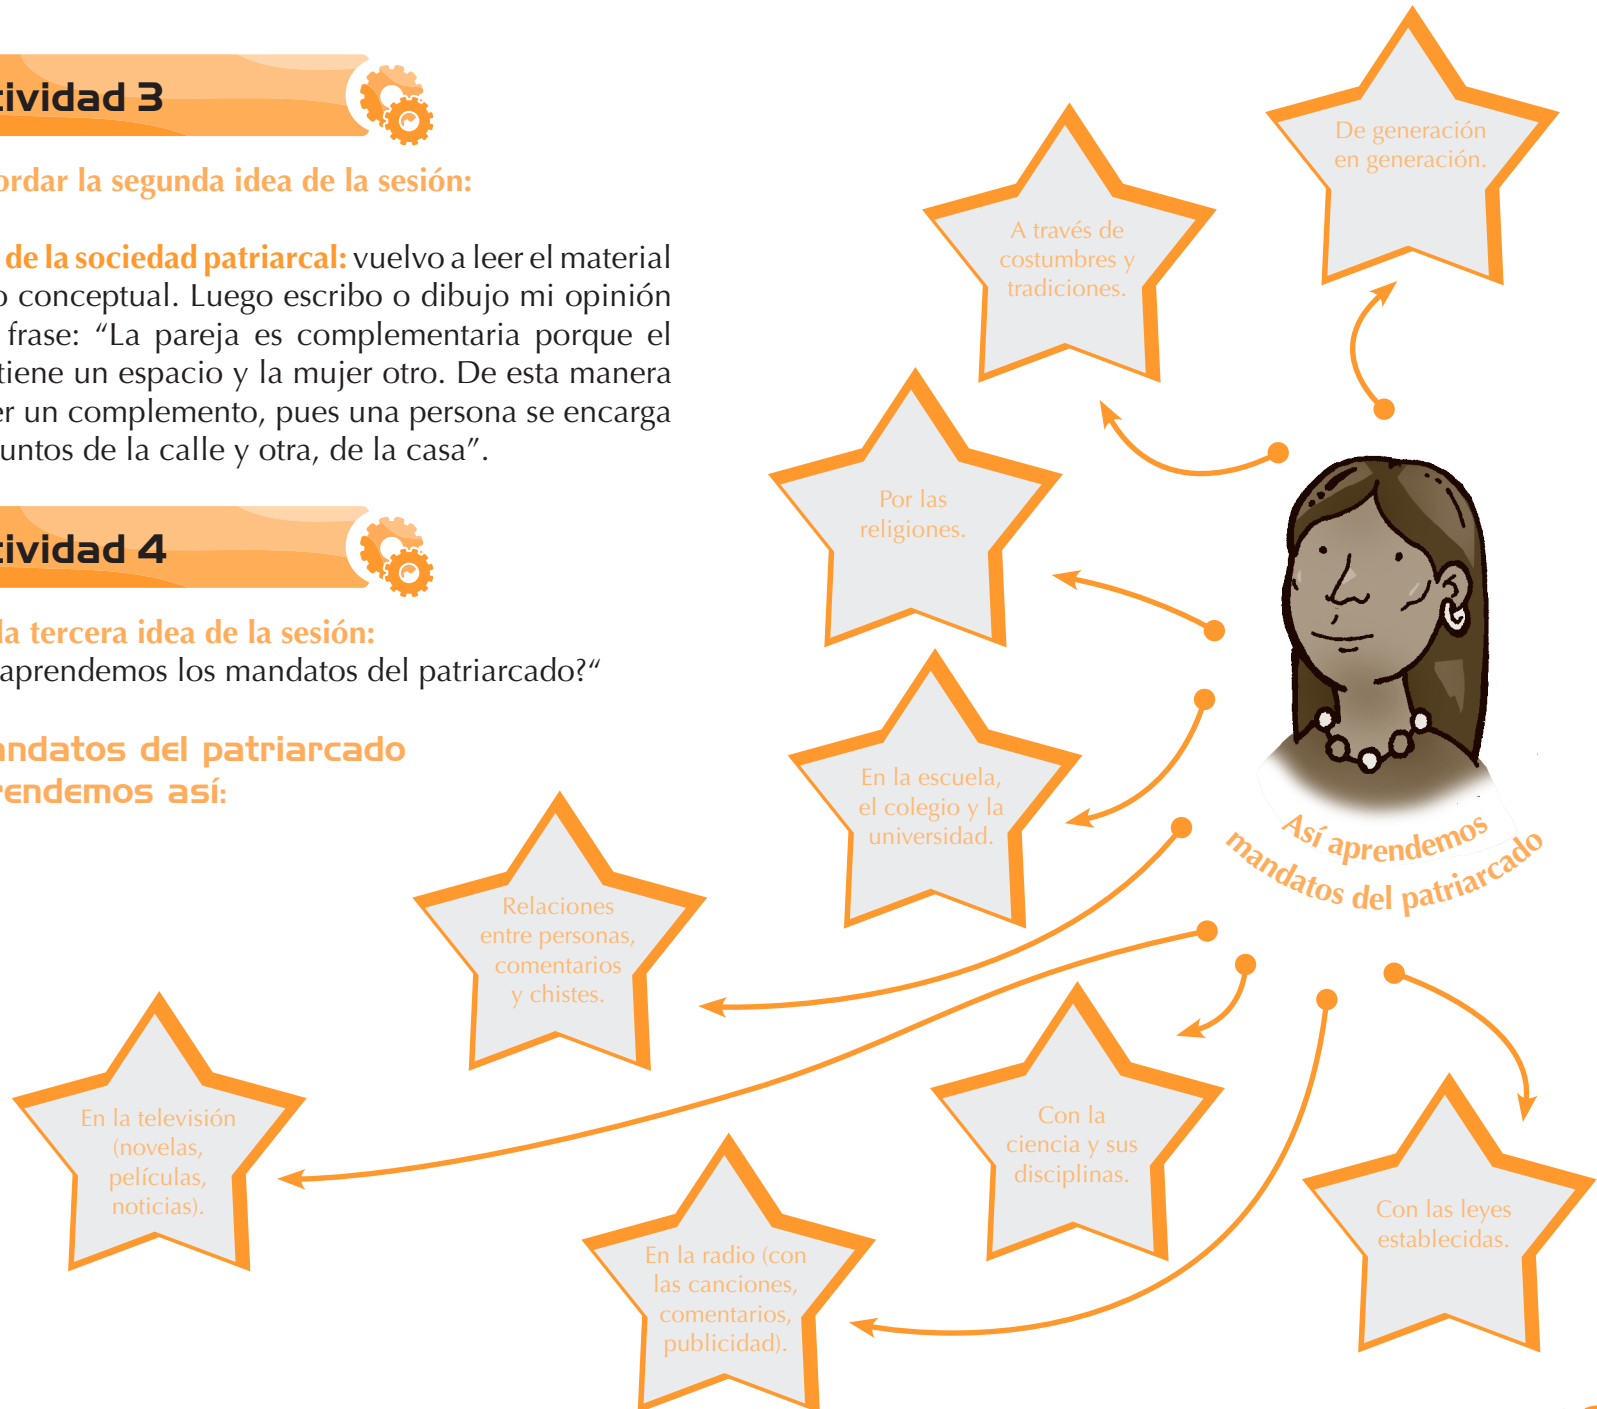 tividad 3
ordar la segunda idea de la sesión:
de la sociedad patriarcal: vuelvo a leer el material
o conceptual. Luego escribo o dibujo mi opinión
frase: “La pareja es complementaria porque el
tiene un espacio y la mujer otro. De esta manera
er un complemento, pues una persona se encarga
untos de la calle y otra, de la casa”.
tividad 4
la tercera idea de la sesión:
aprendemos los mandatos del patriarcado?“
andatos del patriarcado
rendemos así:
De generación
en generación.
A través de
costumbres y
tradiciones.
Por las
religiones.
En la escuela,
el colegio y la
universidad.
Relaciones
entre personas,
comentarios
y chistes.
En la televisión
(novelas,
películas,
noticias).
En la radio (con
las canciones,
comentarios,
publicidad).
Con la
ciencia y sus
disciplinas.
Con las leyes
establecidas.
Así aprendemos
mandatos del patriarcado